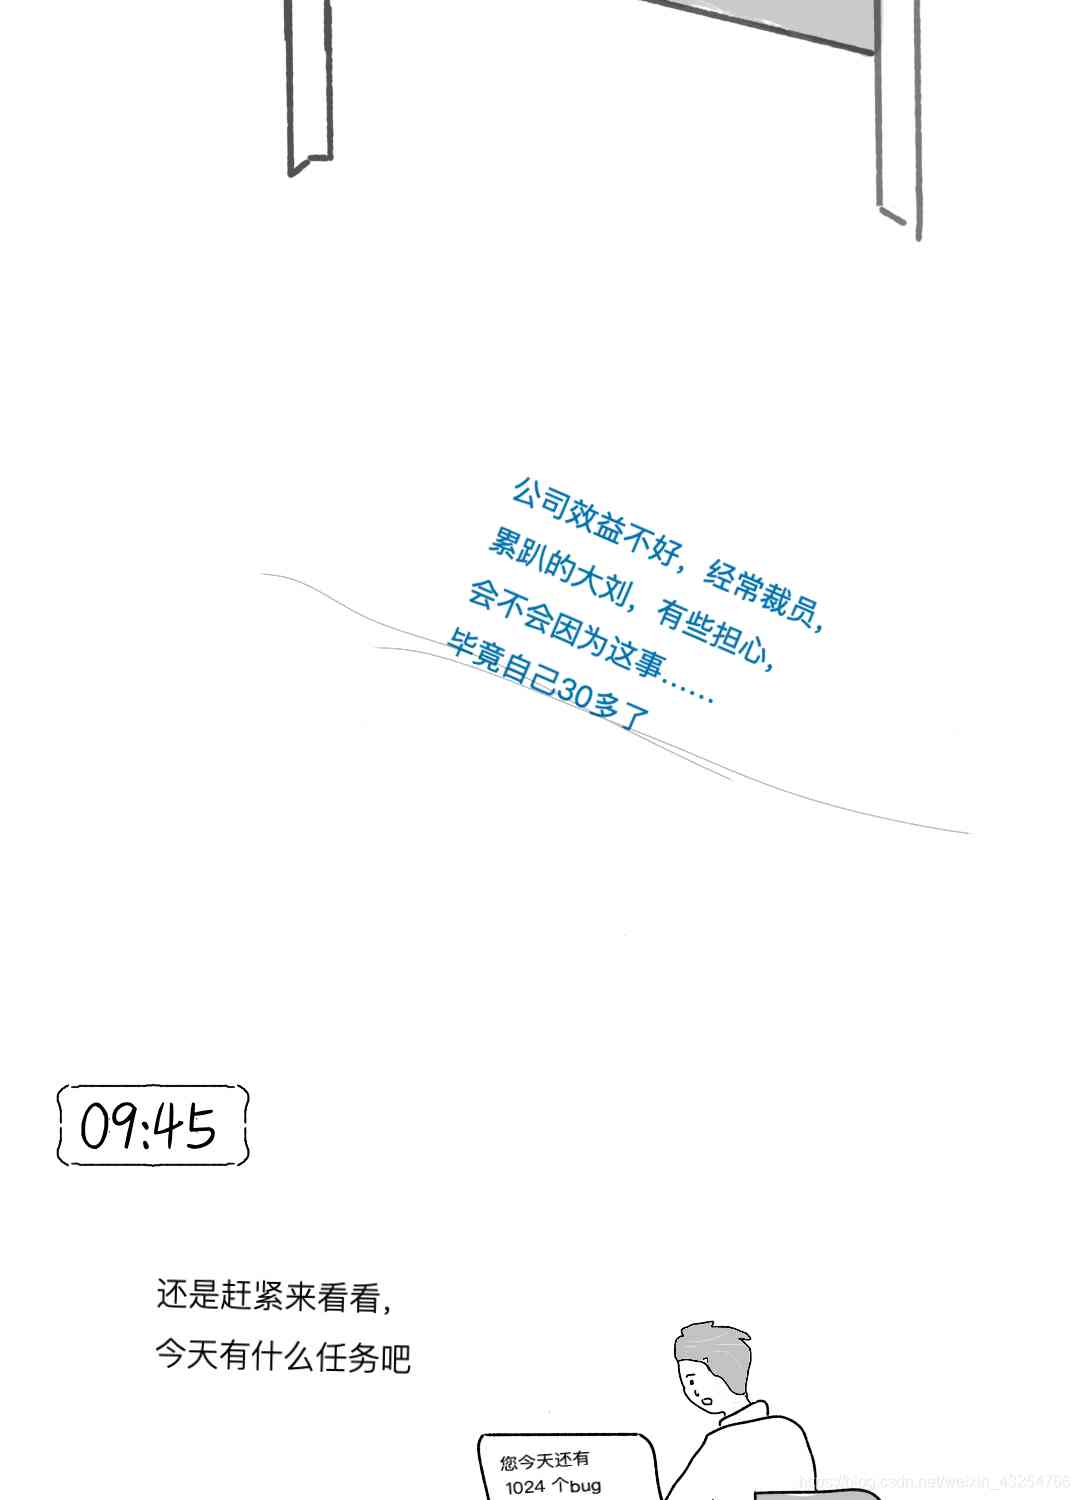 公司效益不好，经常裁员，
累趴的大刘，有些担心，
会不会因为这事……
毕竟自己30多了
09:45
还是赶紧来看看，
今天有什么任务吧
您今天还有
1024 个bug
https://blog.csdn.net/weixin_43254766